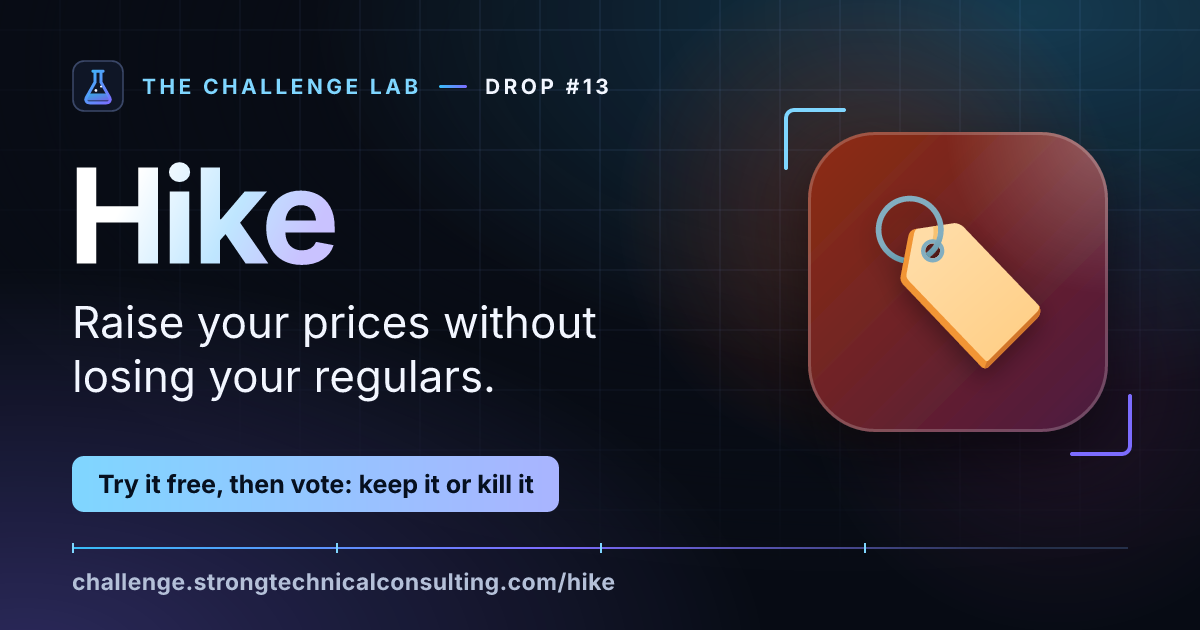 THE CHALLENGE LAB — DROP #13
Hike
Raise your prices without
losing your regulars.
Try it free, then vote: keep it or kill it
challenge.strongtechnicalconsulting.com/hike